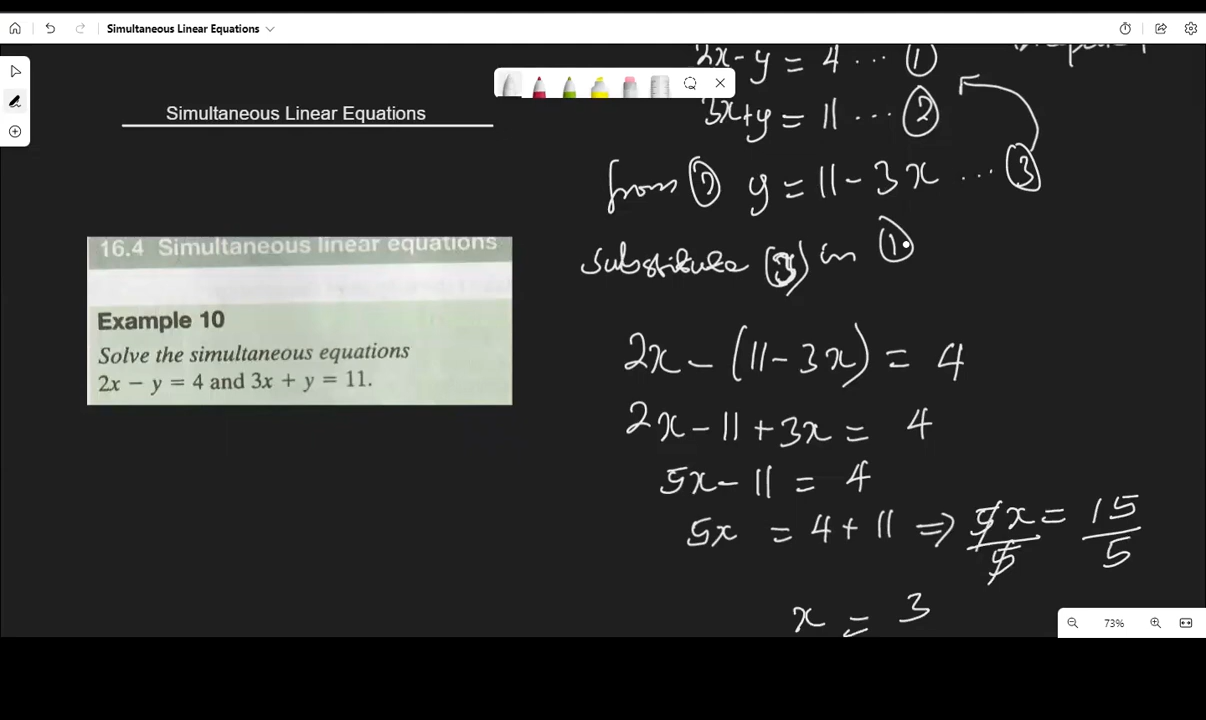 Simultaneous Linear Equations
2x - y = 4 ... ①
3x + y = 11 ... ②
Simultaneous Linear Equations
from ② y = 11 - 3x ... ③
substitute ③ in ①
16.4 Simultaneous linear equations
Example 10
Solve the simultaneous equations
2x − y = 4 and 3x + y = 11.
2x - (11 - 3x) = 4
2x - 11 + 3x = 4
5x - 11 = 4
5x = 4 + 11 ⇒ 5x/5 = 15/5
x = 3
73%